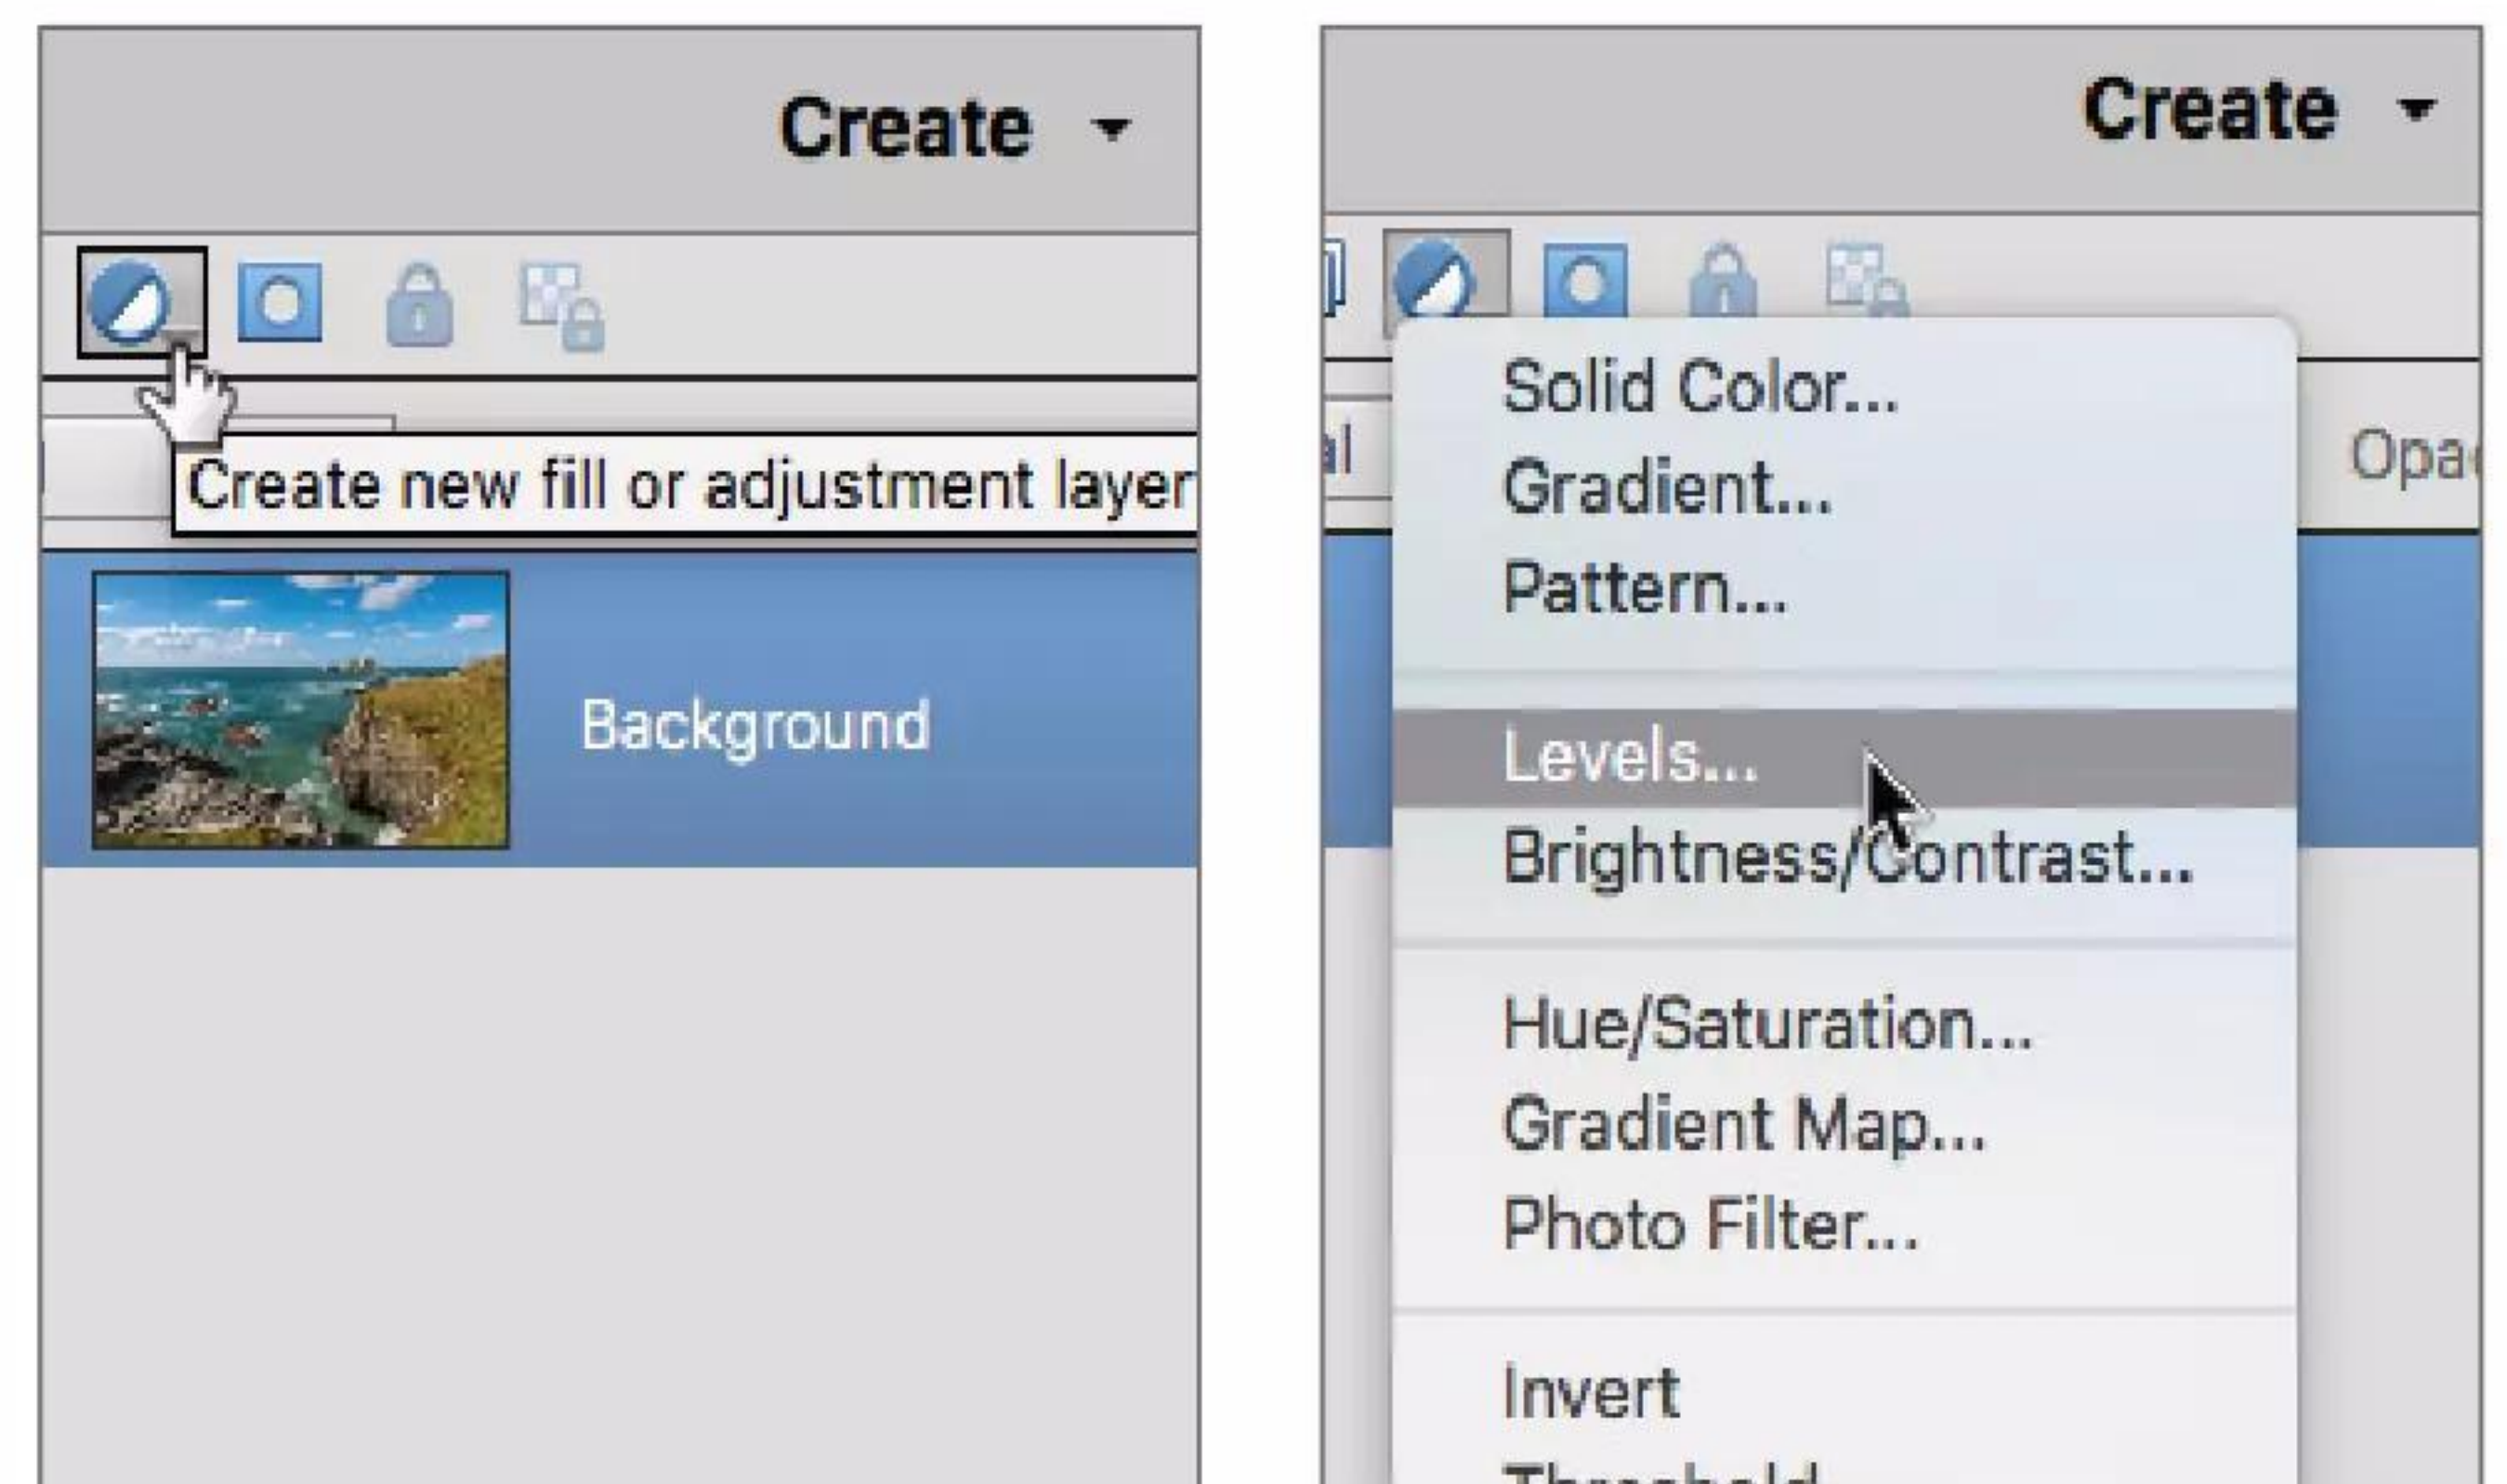 Create
Create new fill or adjustment layer
Background
Create
Solid Color...
Gradient...
Pattern...
Levels...
Brightness/Contrast...
Hue/Saturation...
Gradient Map...
Photo Filter...
Invert